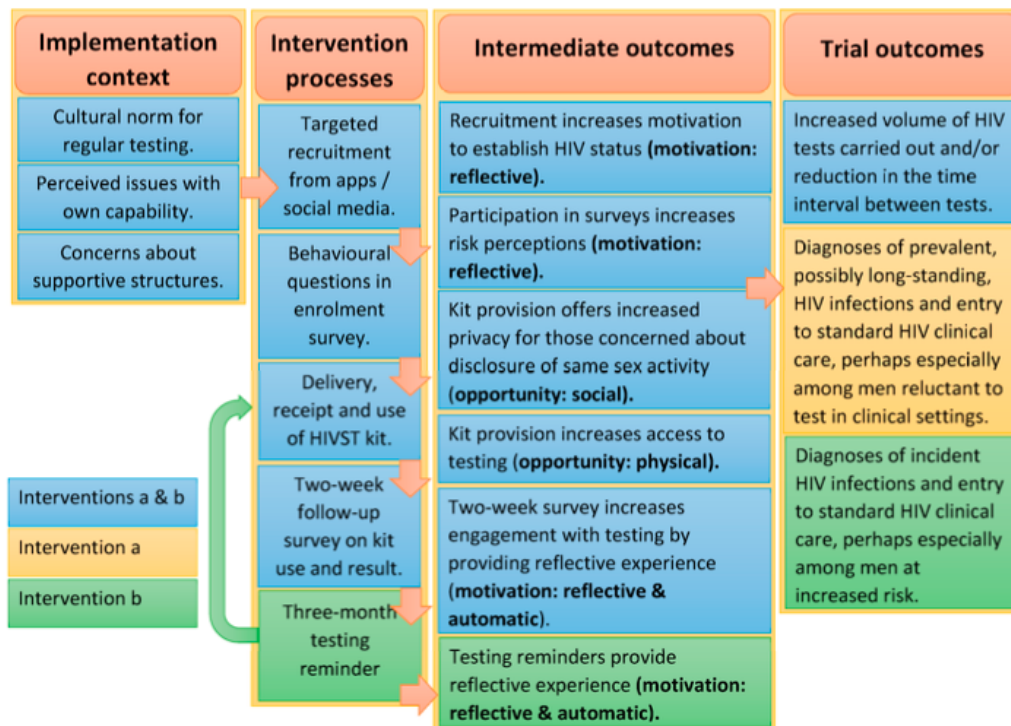 Implementation
context
Cultural norm for
regular testing.
Perceived issues with
own capability.
Concerns about
supportive structures.
Interventions a & b
Intervention a
Intervention b
Intervention
processes
Targeted
recruitment
from apps /
social media.
Behavioural
questions in
enrolment
survey.
Delivery,
receipt and use
of HIVST kit.
Two-week
follow-up
survey on kit
use and result.
Three-month
testing
reminder
Intermediate outcomes
Recruitment increases motivation
to establish HIV status (motivation:
reflective).
Participation in surveys increases
risk perceptions (motivation:
reflective).
Kit provision offers increased
privacy for those concerned about
disclosure of same sex activity
(opportunity: social).
Kit provision increases access to
testing (opportunity: physical).
Two-week survey increases
engagement with testing by
providing reflective experience
(motivation: reflective &
automatic).
Testing reminders provide
reflective experience (motivation:
reflective & automatic).
Trial outcomes
Increased volume of HIV
tests carried out and/or
reduction in the time
interval between tests.
Diagnoses of prevalent,
possibly long-standing,
HIV infections and entry
to standard HIV clinical
care, perhaps especially
among men reluctant to
test in clinical settings.
Diagnoses of incident
HIV infections and entry
to standard HIV clinical
care, perhaps especially
among men at
increased risk.